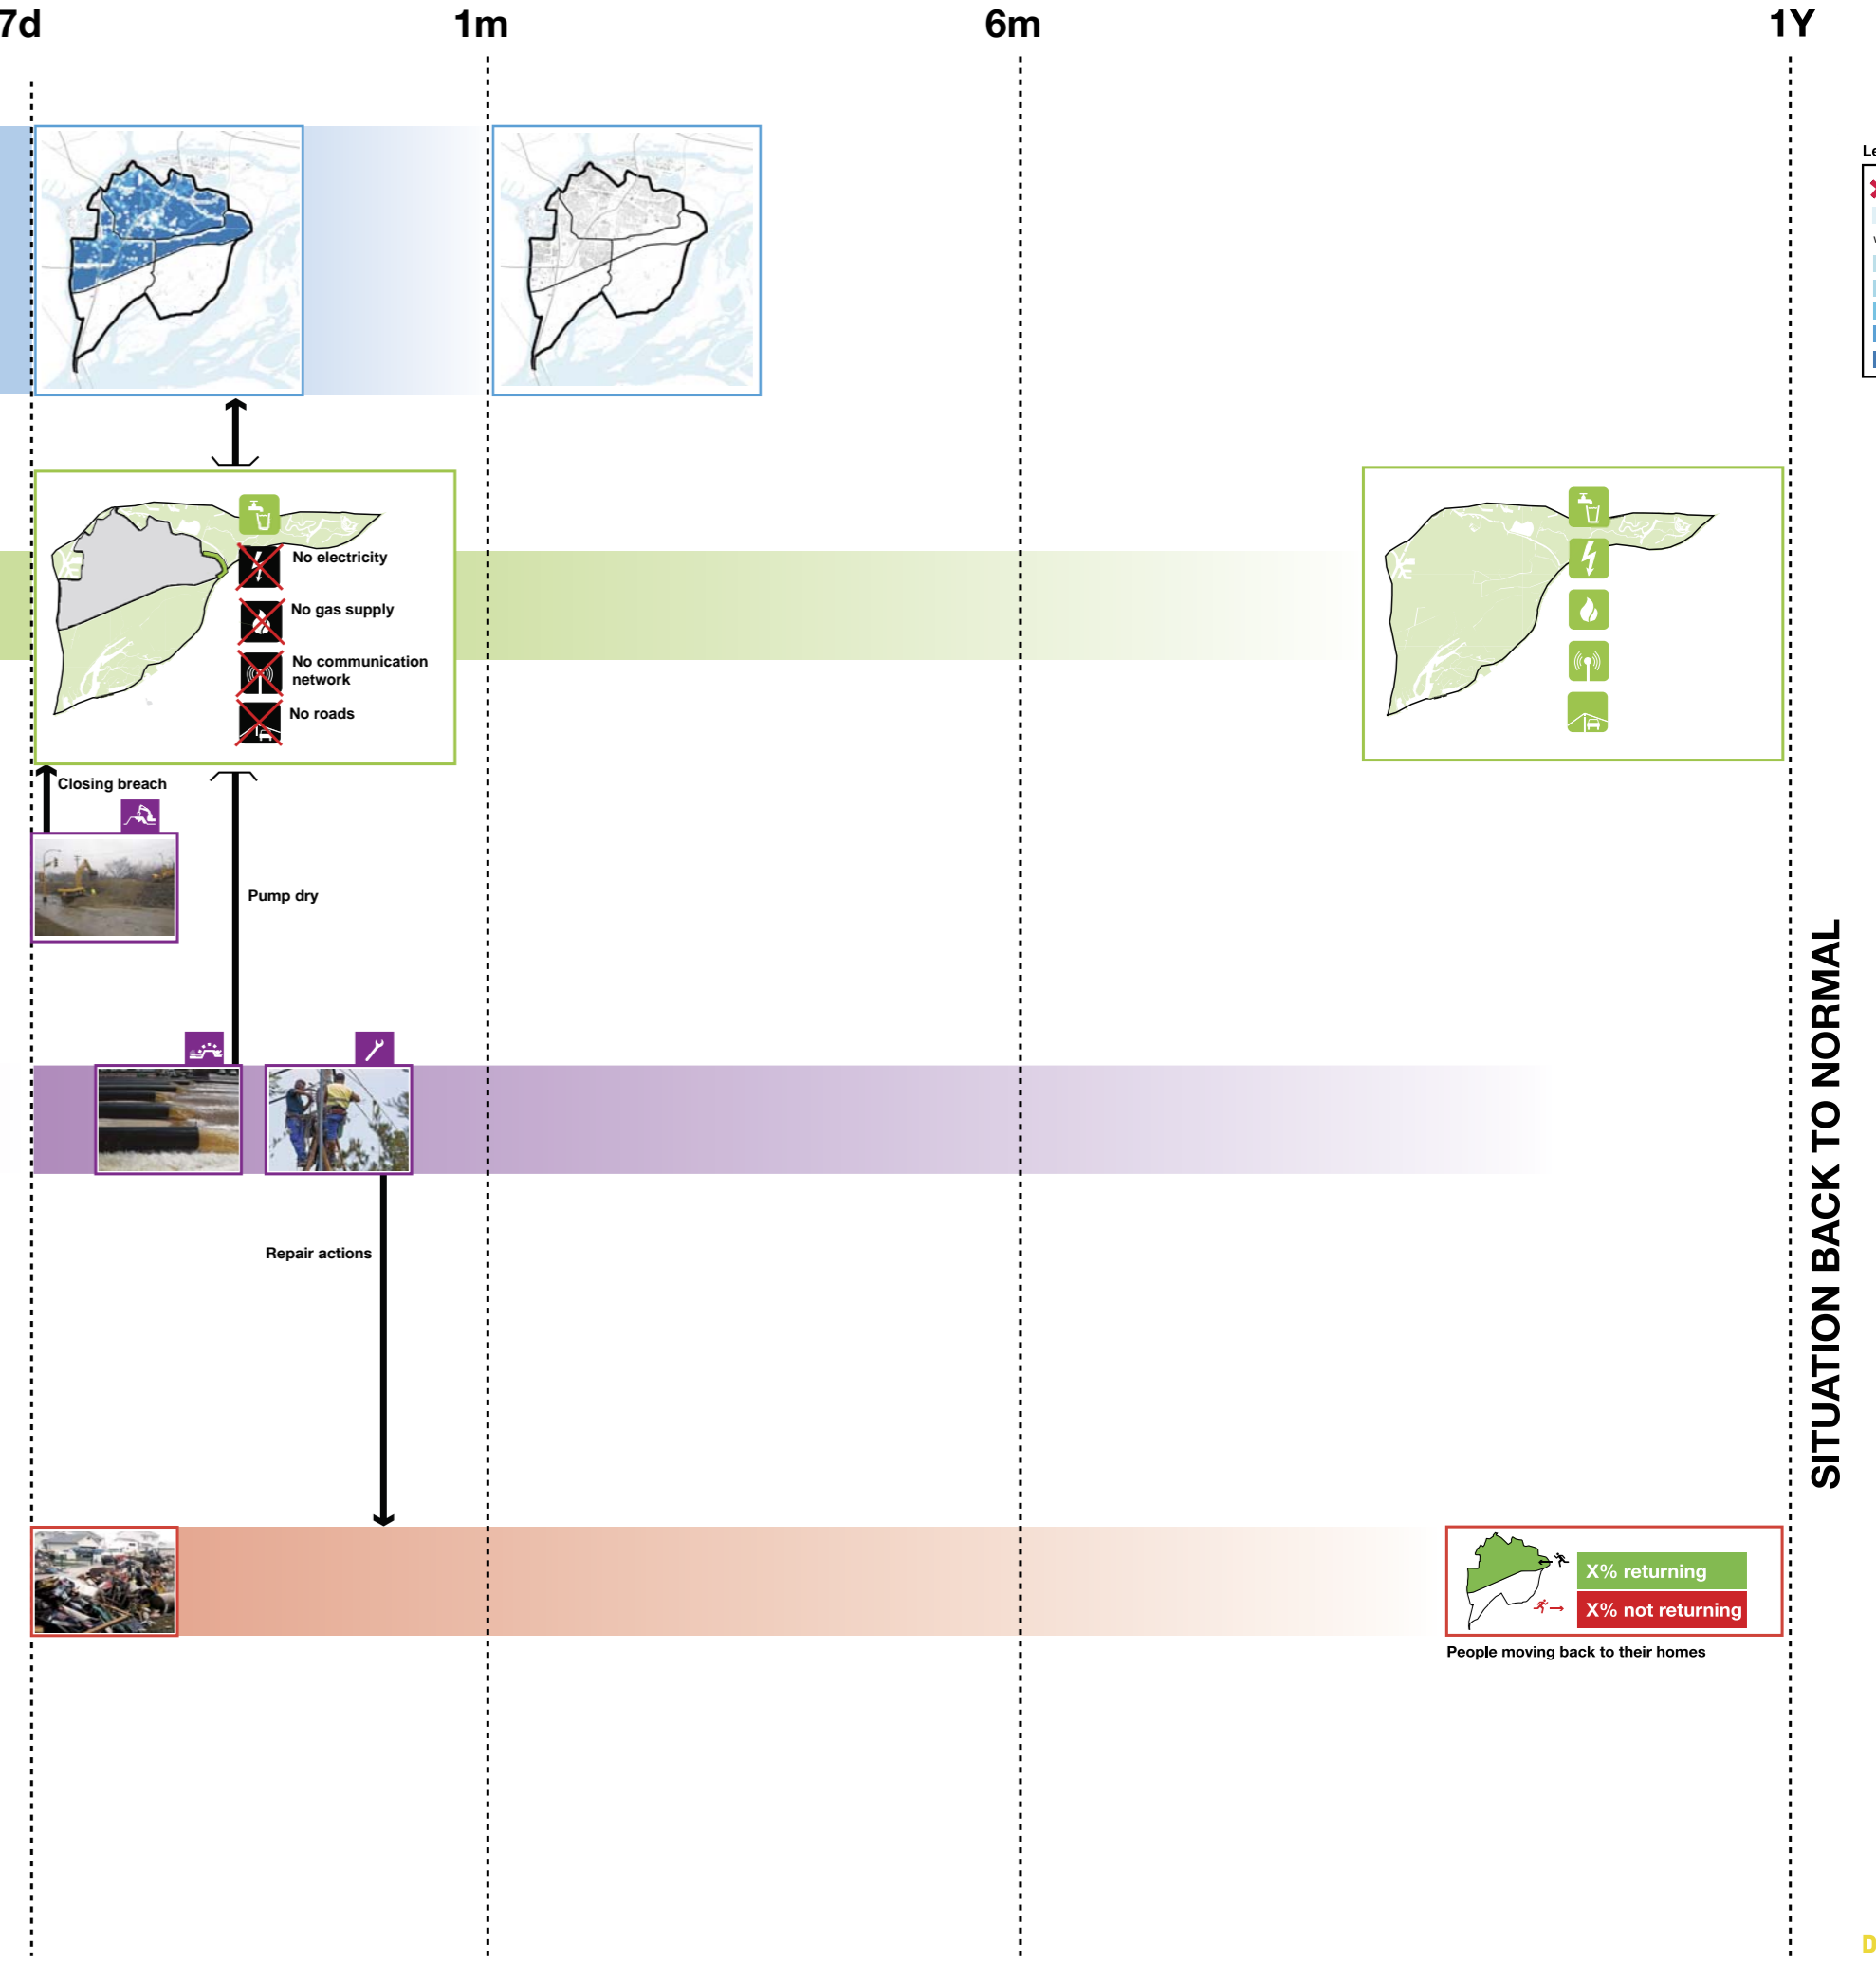 7d
1m
6m
1Y
No electricity
No gas supply
No communication
network
No roads
Closing breach
Pump dry
SITUATION BACK TO NORMAL
Repair actions
X% returning
X% not returning
People moving back to their homes